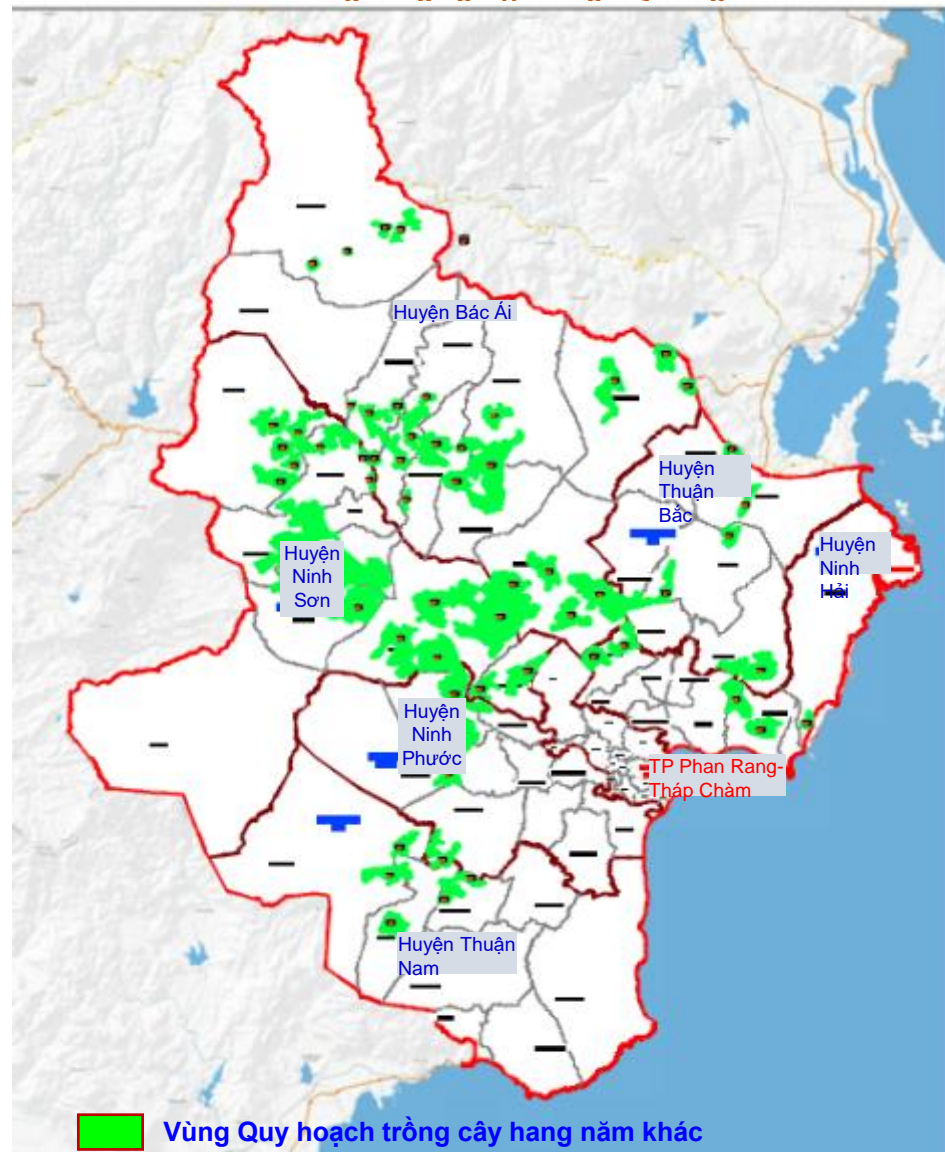 Huyện Bác Ái
Huyện
Thuận
Bắc
Huyện
Ninh
Hải
Huyện
Ninh
Sơn
Huyện
Ninh
Phước
TP Phan Rang-
Tháp Chàm
Huyện Thuận
Nam
Vùng Quy hoạch trồng cây hang năm khác